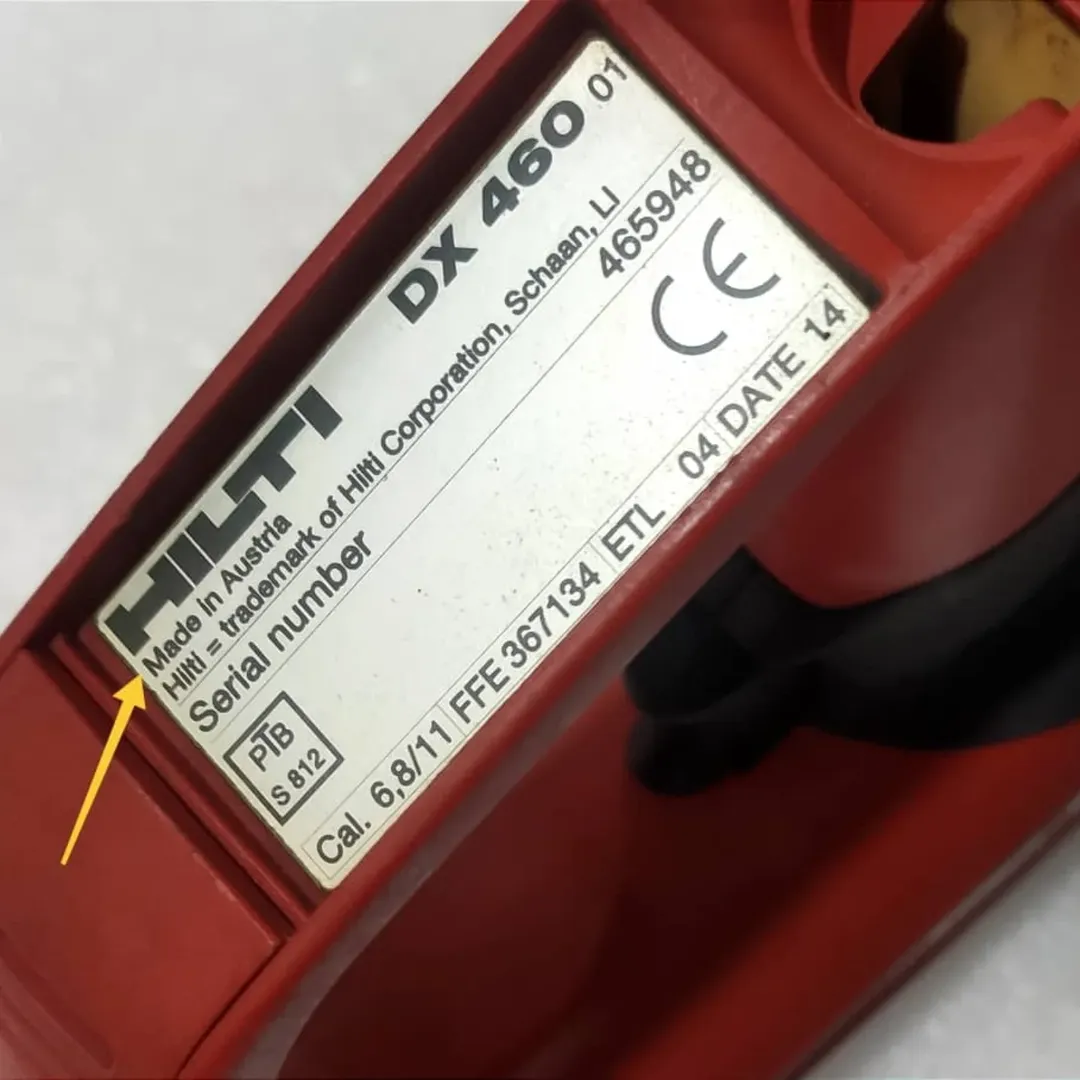 HILTI DX 460 01
Made in Austria
Hilti = trademark of Hilti Corporation, Schaan, LI
Serial number 465948
PTB
S 812
CE
Cal. 6,8/11 FFE 367134 ETL 04 DATE 14